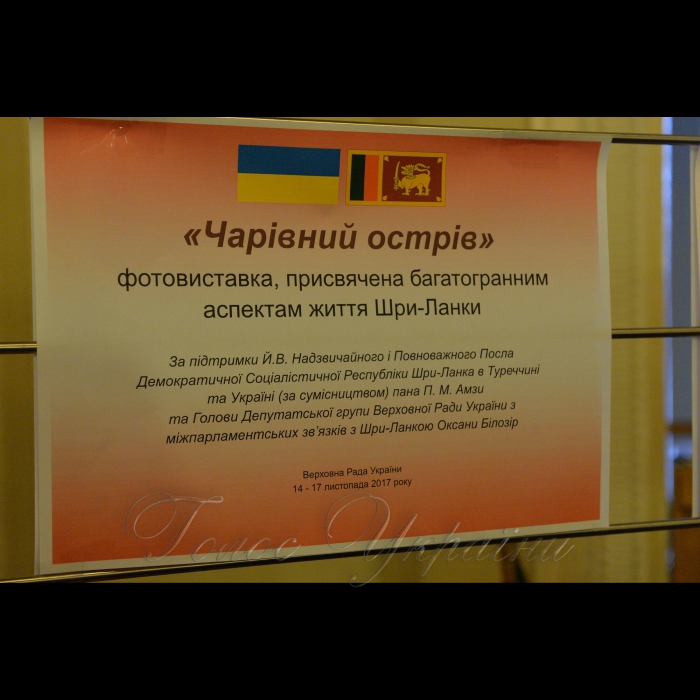 «Чарівний острів»
фотовиставка, присвячена багатогранним
аспектам життя Шри-Ланки
За підтримки Й.В. Надзвичайного і Повноважного Посла
Демократичної Соціалістичної Республіки Шри-Ланка в Туреччині
та Україні (за сумісництвом) пана П. М. Амзи
та Голови Депутатської групи Верховної Ради України з
міжпарламентських зв'язків з Шри-Ланкою Оксани Білозір
Верховна Рада України
14 - 17 листопада 2017 року
Голос України